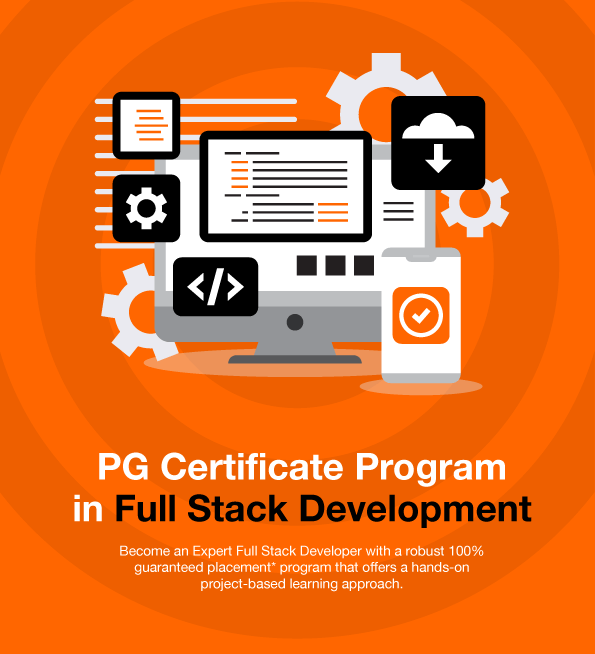 </>
PG Certificate Program
in Full Stack Development
Become an Expert Full Stack Developer with a robust 100%
guaranteed placement* program that offers a hands-on
project-based learning approach.